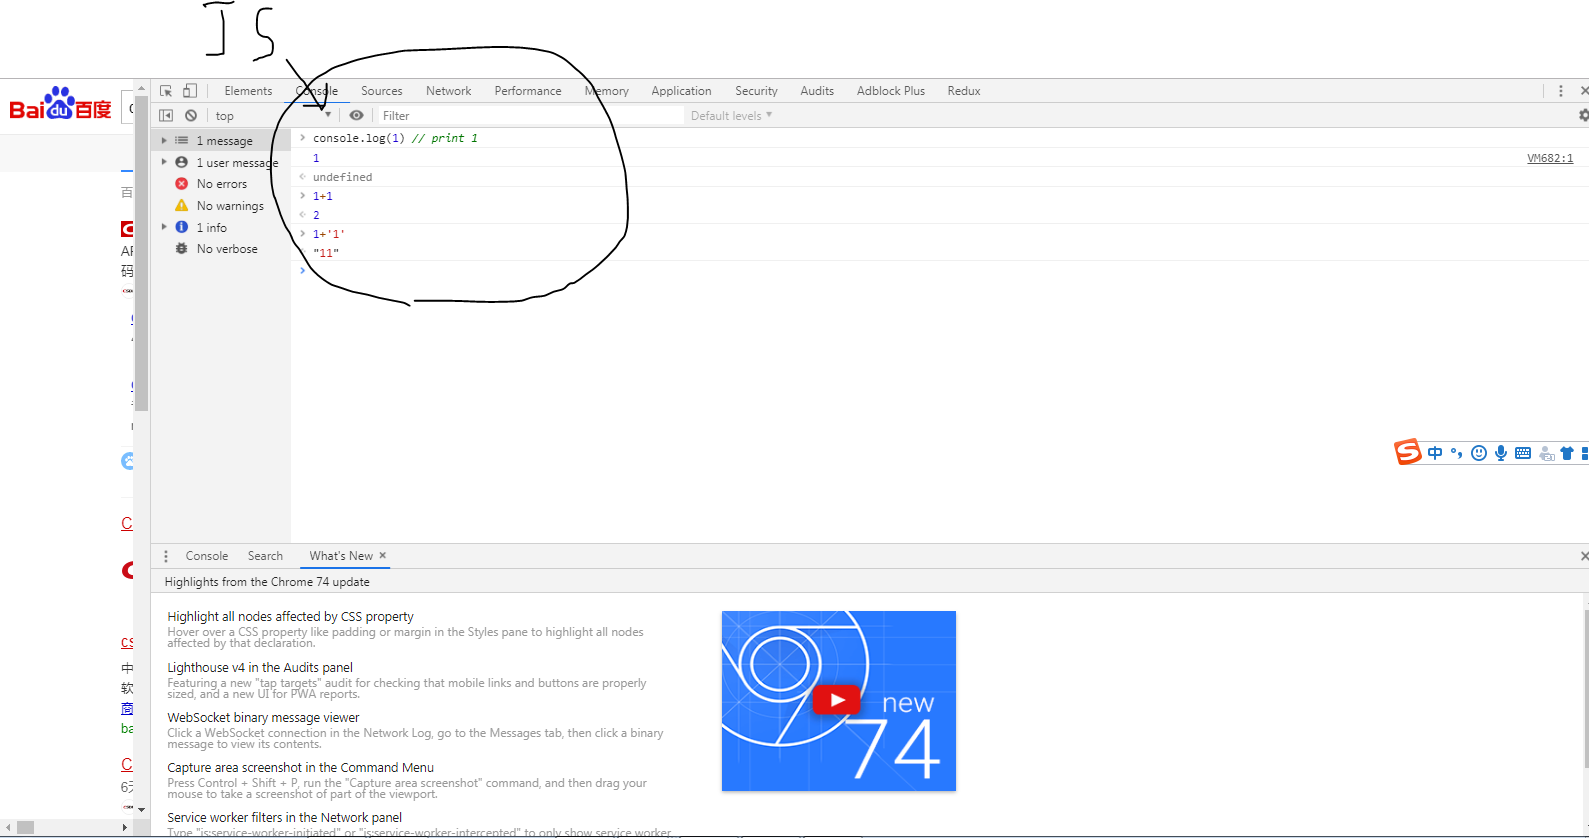 JS
Bai du 百度
Elements Console Sources Network Performance Memory Application Security Audits Adblock Plus Redux
top Filter Default levels
1 message
1 user message
No errors
No warnings
1 info
No verbose
console.log(1) // print 1
1 VM682:1
undefined
1+1
2
1+'1'
"11"
百
码
中
软
商
ba
中
Console Search What's New
Highlights from the Chrome 74 update
Highlight all nodes affected by CSS property
Hover over a CSS property like padding or margin in the Styles pane to highlight all nodes
affected by that declaration.
Lighthouse v4 in the Audits panel
Featuring a new "tap targets" audit for checking that mobile links and buttons are properly
sized, and a new UI for PWA reports.
WebSocket binary message viewer
Click a WebSocket connection in the Network Log, go to the Messages tab, then click a binary
message to view its contents.
Capture area screenshot in the Command Menu
Press Control + Shift + P, run the "Capture area screenshot" command, and then drag your
mouse to take a screenshot of part of the viewport.
Service worker filters in the Network panel
Type "is:service-worker-initiated" or "is:service-worker-intercepted" to only show service worker
new
74